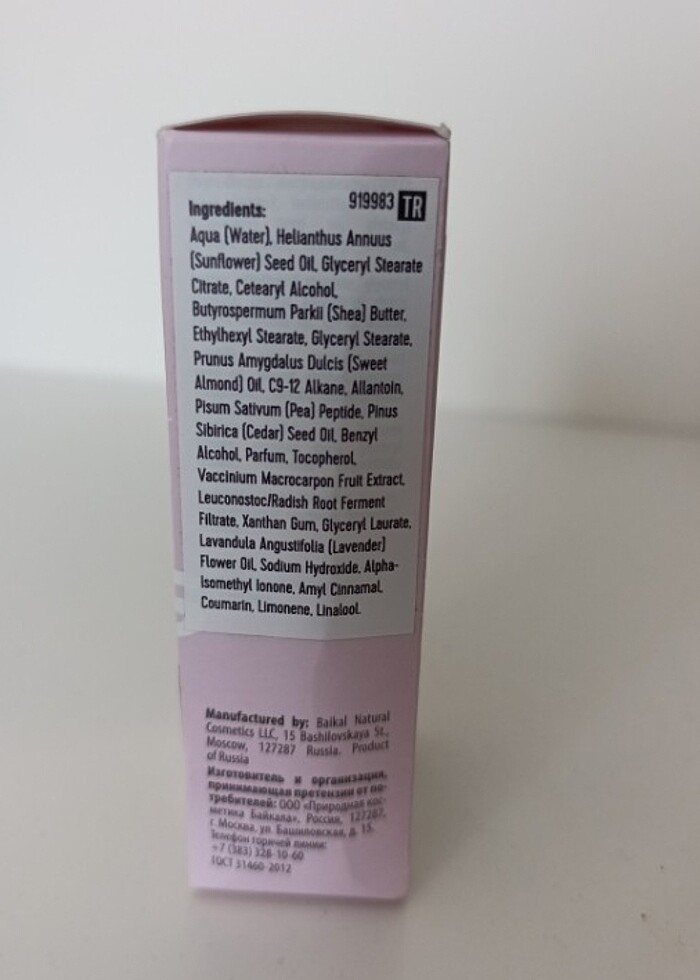 919983 TR
Ingredients:
Aqua (Water), Helianthus Annuus
(Sunflower) Seed Oil, Glyceryl Stearate
Citrate, Cetearyl Alcohol,
Butyrospermum Parkii (Shea) Butter,
Ethylhexyl Stearate, Glyceryl Stearate,
Prunus Amygdalus Dulcis (Sweet
Almond) Oil, C9-12 Alkane, Allantoin,
Pisum Sativum (Pea) Peptide, Pinus
Sibirica (Cedar) Seed Oil, Benzyl
Alcohol, Parfum, Tocopherol,
Vaccinium Macrocarpon Fruit Extract,
Leuconostoc/Radish Root Ferment
Filtrate, Xanthan Gum, Glyceryl Laurate,
Lavandula Angustifolia (Lavender)
Flower Oil, Sodium Hydroxide, Alpha-
Isomethyl Ionone, Amyl Cinnamal,
Coumarin, Limonene, Linalool.
Manufactured by: Baikal Natural
Cosmetics LLC, 15 Bashilovskaya St.,
Moscow, 127287 Russia. Product
of Russia
Изготовитель и организация,
принимающая претензии от по-
требителей: ООО «Природная кос-
метика Байкала», Россия, 127287,
г. Москва, ул. Башиловская, д. 15.
Телефон горячей линии:
+7 (383) 328-10-60
ГОСТ 31460-2012